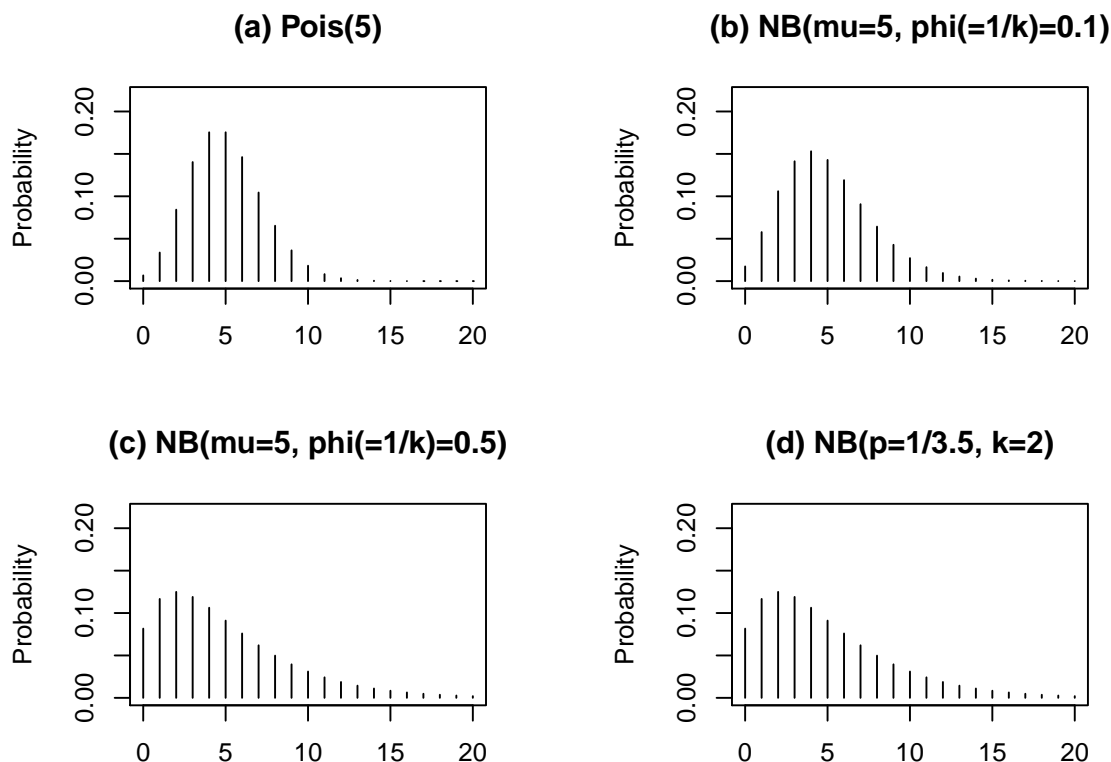 (a) Pois(5)
Probability
0.00 0.10 0.20
0 5 10 15 20
(b) NB(mu=5, phi(=1/k)=0.1)
Probability
0.00 0.10 0.20
0 5 10 15 20
(c) NB(mu=5, phi(=1/k)=0.5)
Probability
0.00 0.10 0.20
0 5 10 15 20
(d) NB(p=1/3.5, k=2)
Probability
0.00 0.10 0.20
0 5 10 15 20